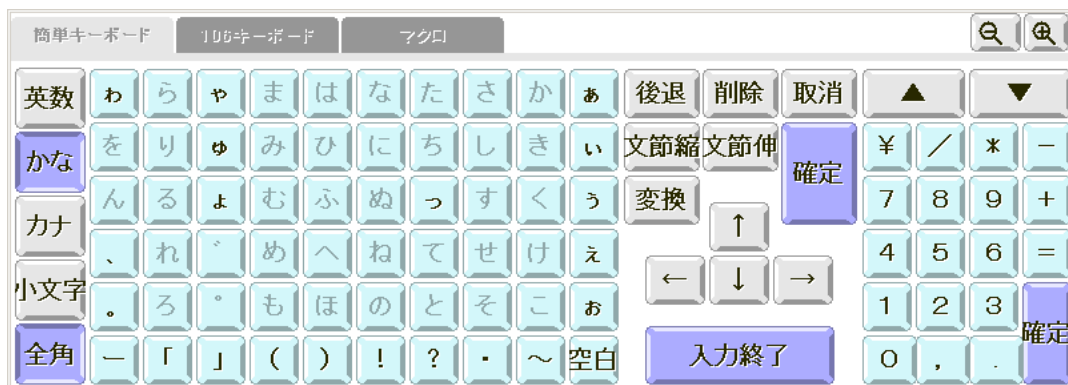 簡単キーボード 106キーボード マクロ
英数 ゎ ら ゃ ま は な た さ か ぁ 後退 削除 取消 ▲ ▼
かな を り ゅ み ひ に ち し き ぃ 文節縮 文節伸 確定 ¥ / * -
カナ ん る ょ む ふ ぬ っ す く ぅ 変換 ↑ 7 8 9 +
小文字 、 れ ゛ め へ ね て せ け ぇ ← ↓ → 4 5 6 =
。 ろ ゜ も ほ の と そ こ ぉ 1 2 3 確定
全角 ー 「 」 ( ) ! ? ・ ～ 空白 入力終了 0 , .